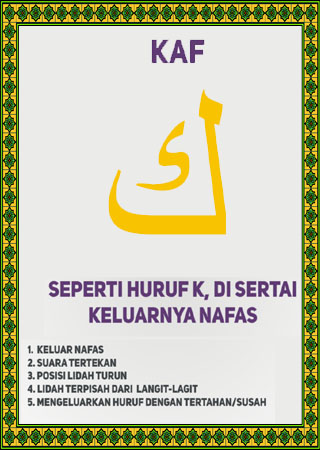 KAF
ك
SEPERTI HURUF K, DI SERTAI
KELUARNYA NAFAS
1. KELUAR NAFAS
2. SUARA TERTEKAN
3. POSISI LIDAH TURUN
4. LIDAH TERPISAH DARI LANGIT-LAGIT
5. MENGELUARKAN HURUF DENGAN TERTAHAN/SUSAH